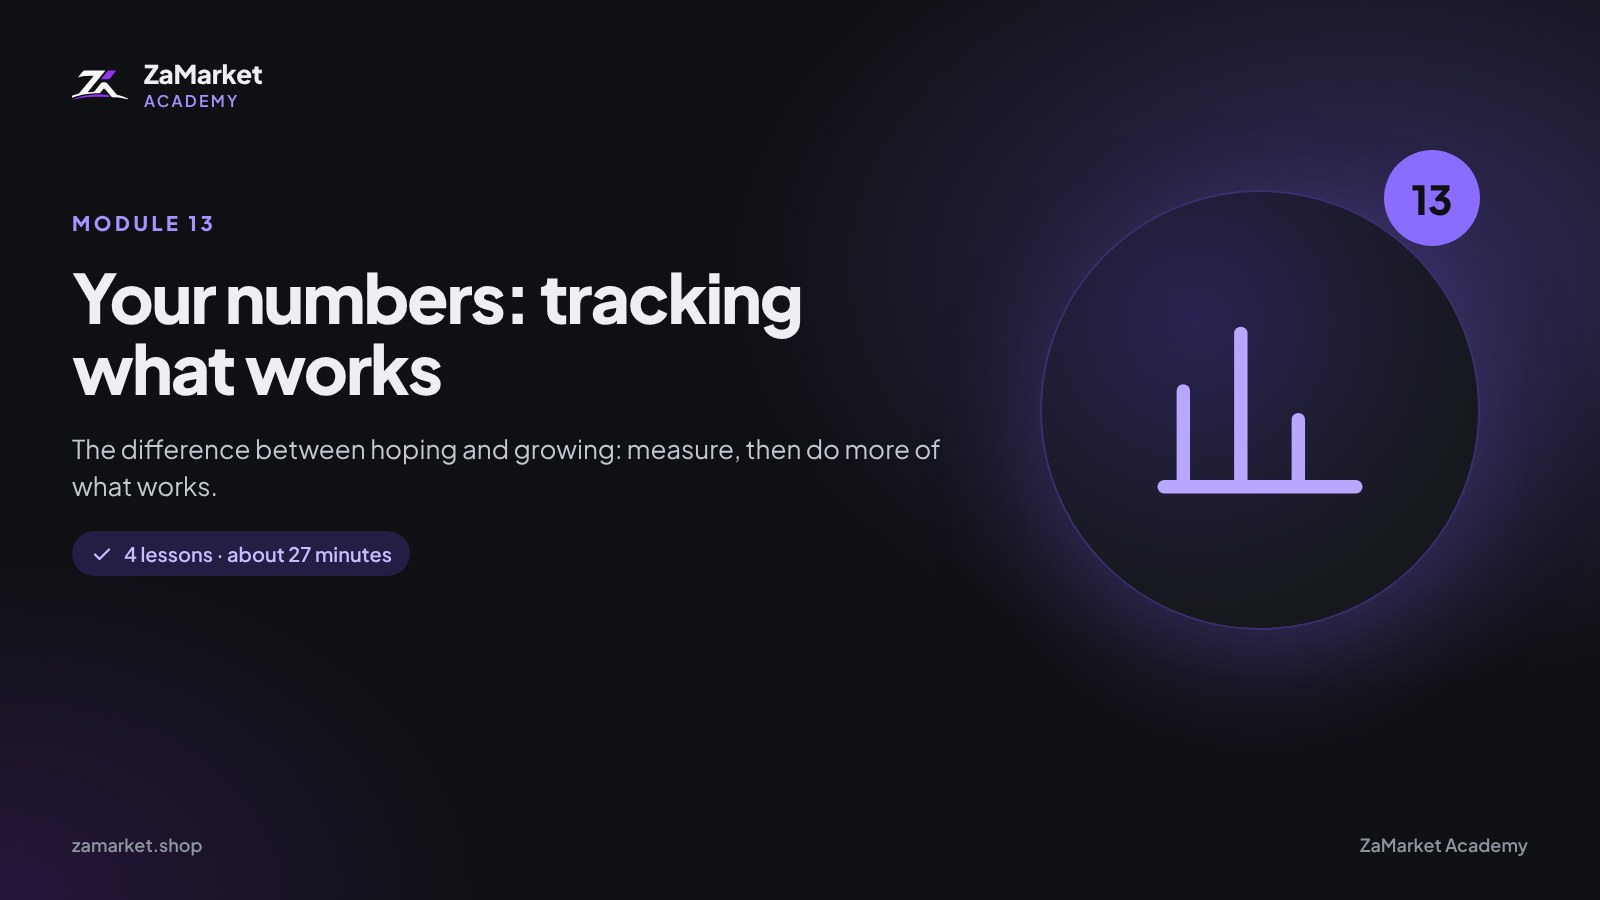 ZaMarket
ACADEMY
MODULE 13
Your numbers: tracking
what works
The difference between hoping and growing: measure, then do more of
what works.
4 lessons · about 27 minutes
13
zamarket.shop
ZaMarket Academy